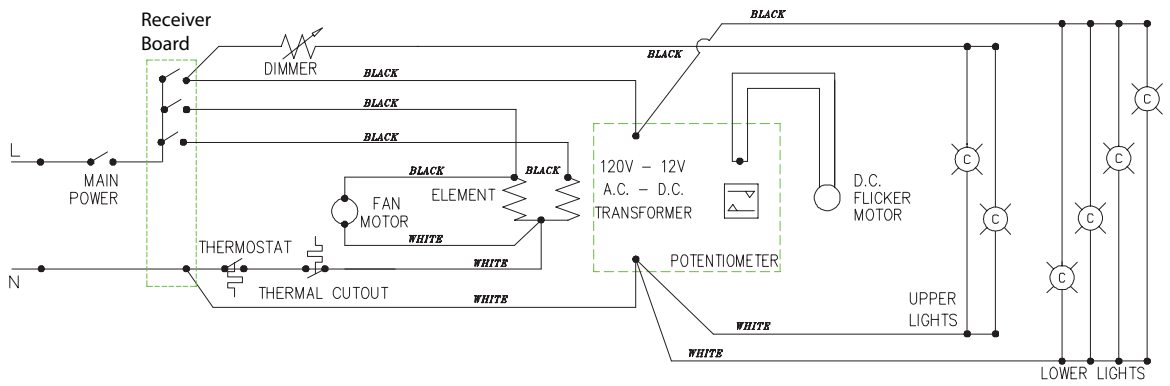 Receiver
Board
BLACK
BLACK
DIMMER
BLACK
BLACK
BLACK
L
MAIN
POWER
BLACK
BLACK
ELEMENT
FAN
MOTOR
WHITE
120V - 12V
A.C. - D.C.
TRANSFORMER
D.C.
FLICKER
MOTOR
C
C
C
C
C
C
THERMOSTAT
WHITE
POTENTIOMETER
N
THERMAL CUTOUT
WHITE
UPPER
LIGHTS
WHITE
WHITE
LOWER LIGHTS